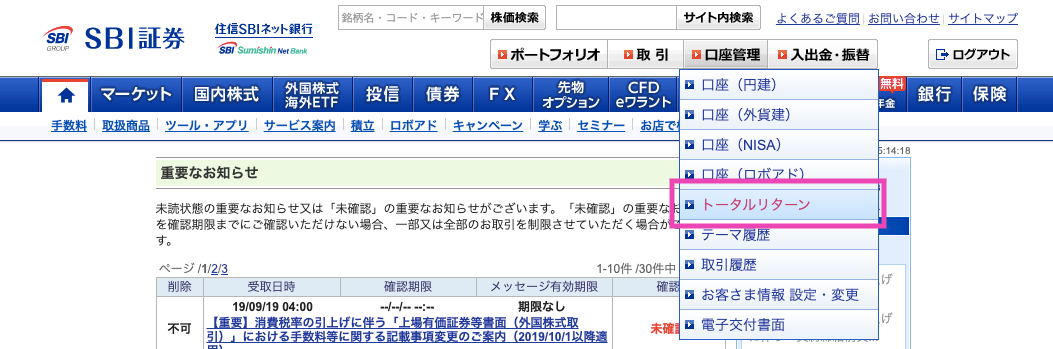 銘柄名・コード・キーワード 株価検索 サイト内検索 よくあるご質問 お問い合わせ サイトマップ
SBI GROUP SBI証券
住信SBIネット銀行
SBI Sumishin Net Bank
ポートフォリオ 取引 口座管理 入出金・振替 ログアウト
マーケット 国内株式 外国株式 海外ETF 投信 債券 FX 先物 オプション CFD eワラント 無料 年金 銀行 保険
手数料 取扱商品 ツール・アプリ サービス案内 積立 ロボアド キャンペーン 学ぶ セミナー お店で
口座（円建）
口座（外貨建）
口座（NISA）
口座（ロボアド）
トータルリターン
テーマ履歴
取引履歴
お客さま情報 設定・変更
電子交付書面
:14:18
重要なお知らせ
未読状態の重要なお知らせ又は「未確認」の重要なお知らせがございます。「未確認」の重要なお
を確認期限までにご確認いただけない場合、一部又は全部のお取引を制限させていただく場合が
す。
ページ /1/2/3 1-10件 /30件中
削除 受取日時 確認期限 メッセージ有効期限 確認
不可 19/09/19 04:00 --/--/-- --:-- 期限なし 未確
【重要】消費税率の引上げに伴う「上場有価証券等書面（外国株式取
引）」における手数料等に関する記載事項変更のご案内（2019/10/1以降適